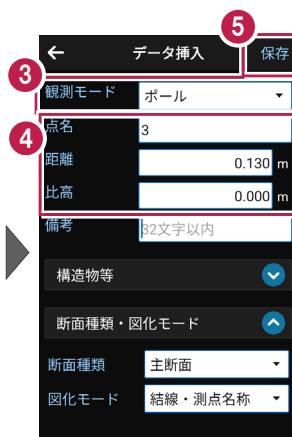 5
← データ挿入 保存
3
観測モード ポール
4
点名 3
距離 0.130 m
比高 0.000 m
備考 32文字以内
構造物等
断面種類・図化モード
断面種類 主断面
図化モード 結線・測点名称